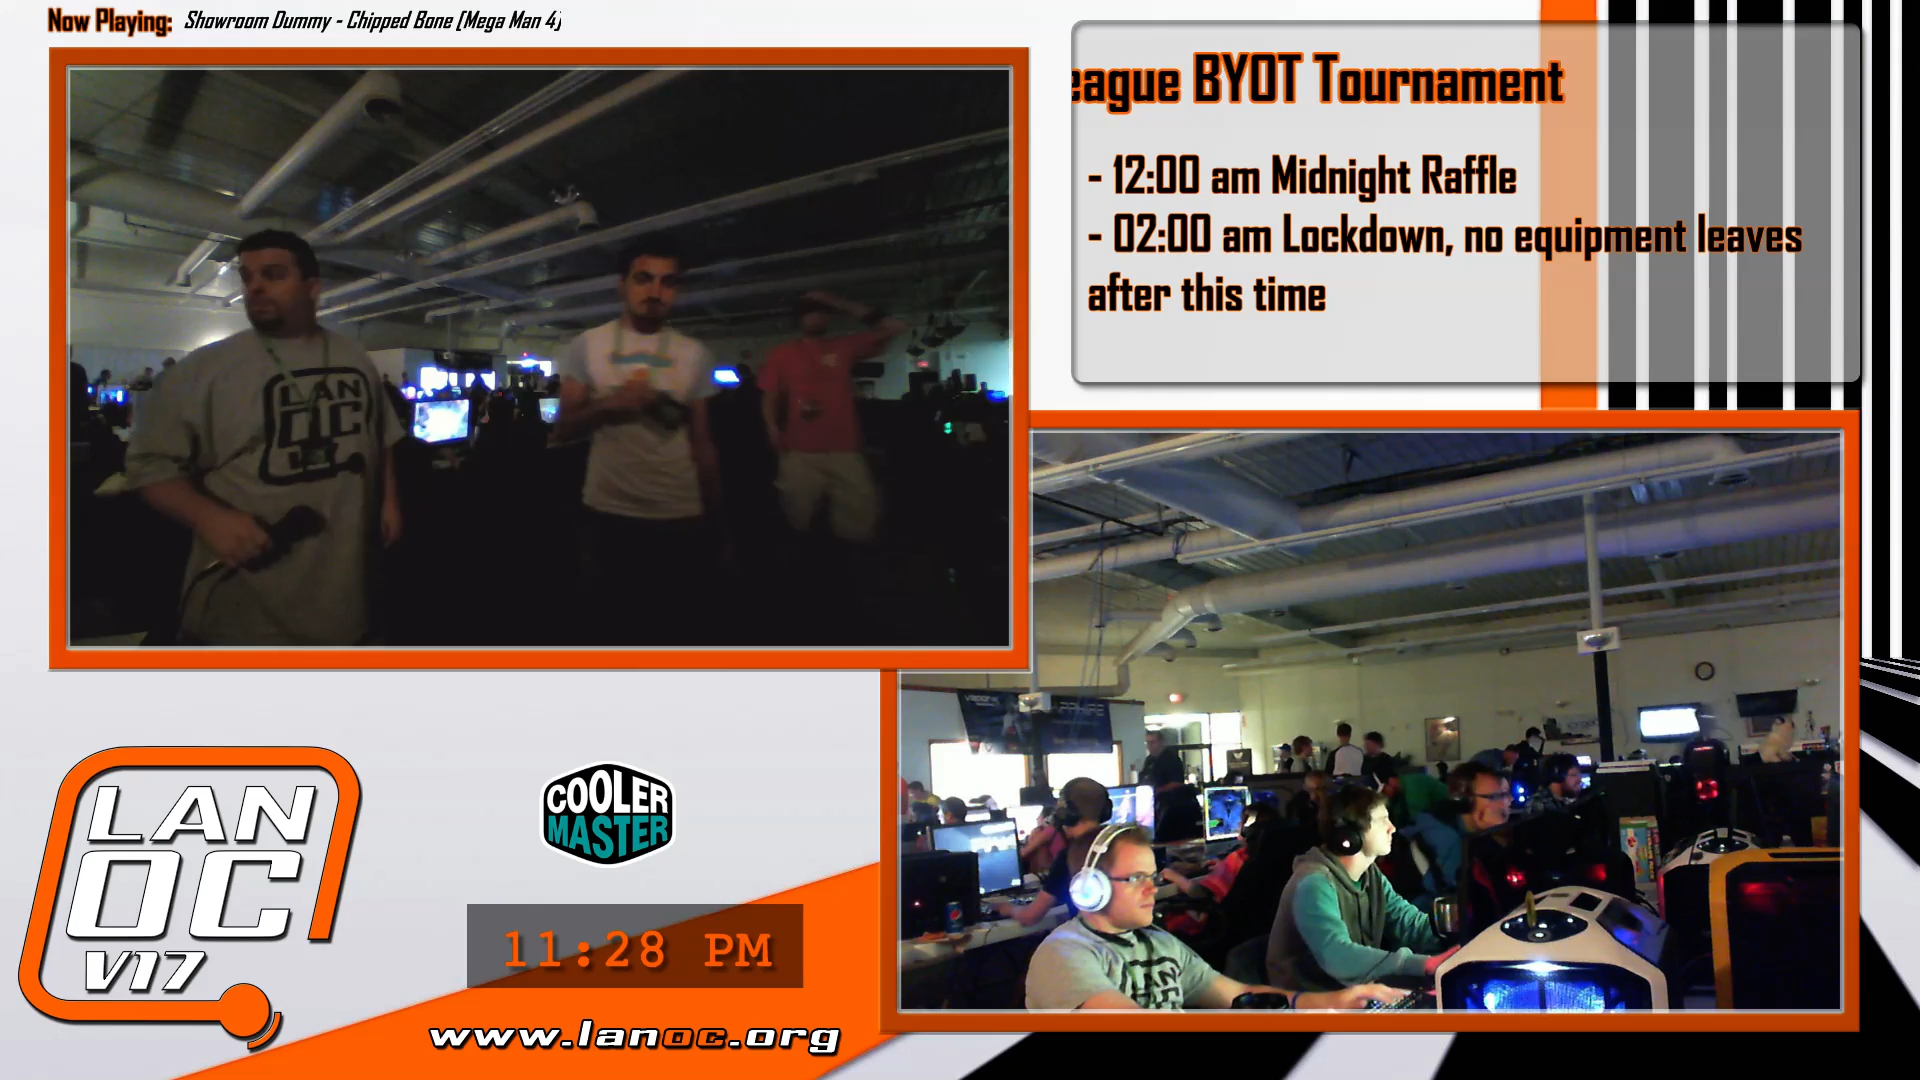 Now Playing: Showroom Dummy - Chipped Bone [Mega Man 4]
eague BYOT Tournament
- 12:00 am Midnight Raffle
- 02:00 am Lockdown, no equipment leaves
after this time
LAN
OC
LAN
OC
V17
COOLER
MASTER
11:28 PM
www.lanoc.org